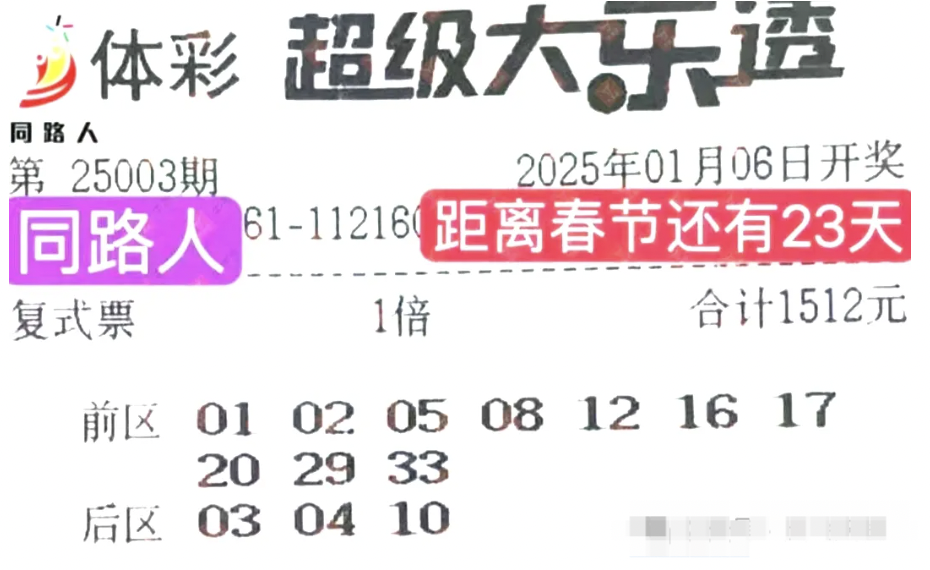 体彩 超级大乐透
同路人
第 25003期 2025年01月06日开奖
同路人 61-112160 距离春节还有23天
复式票 1倍 合计1512元
前区 01 02 05 08 12 16 17
20 29 33
后区 03 04 10